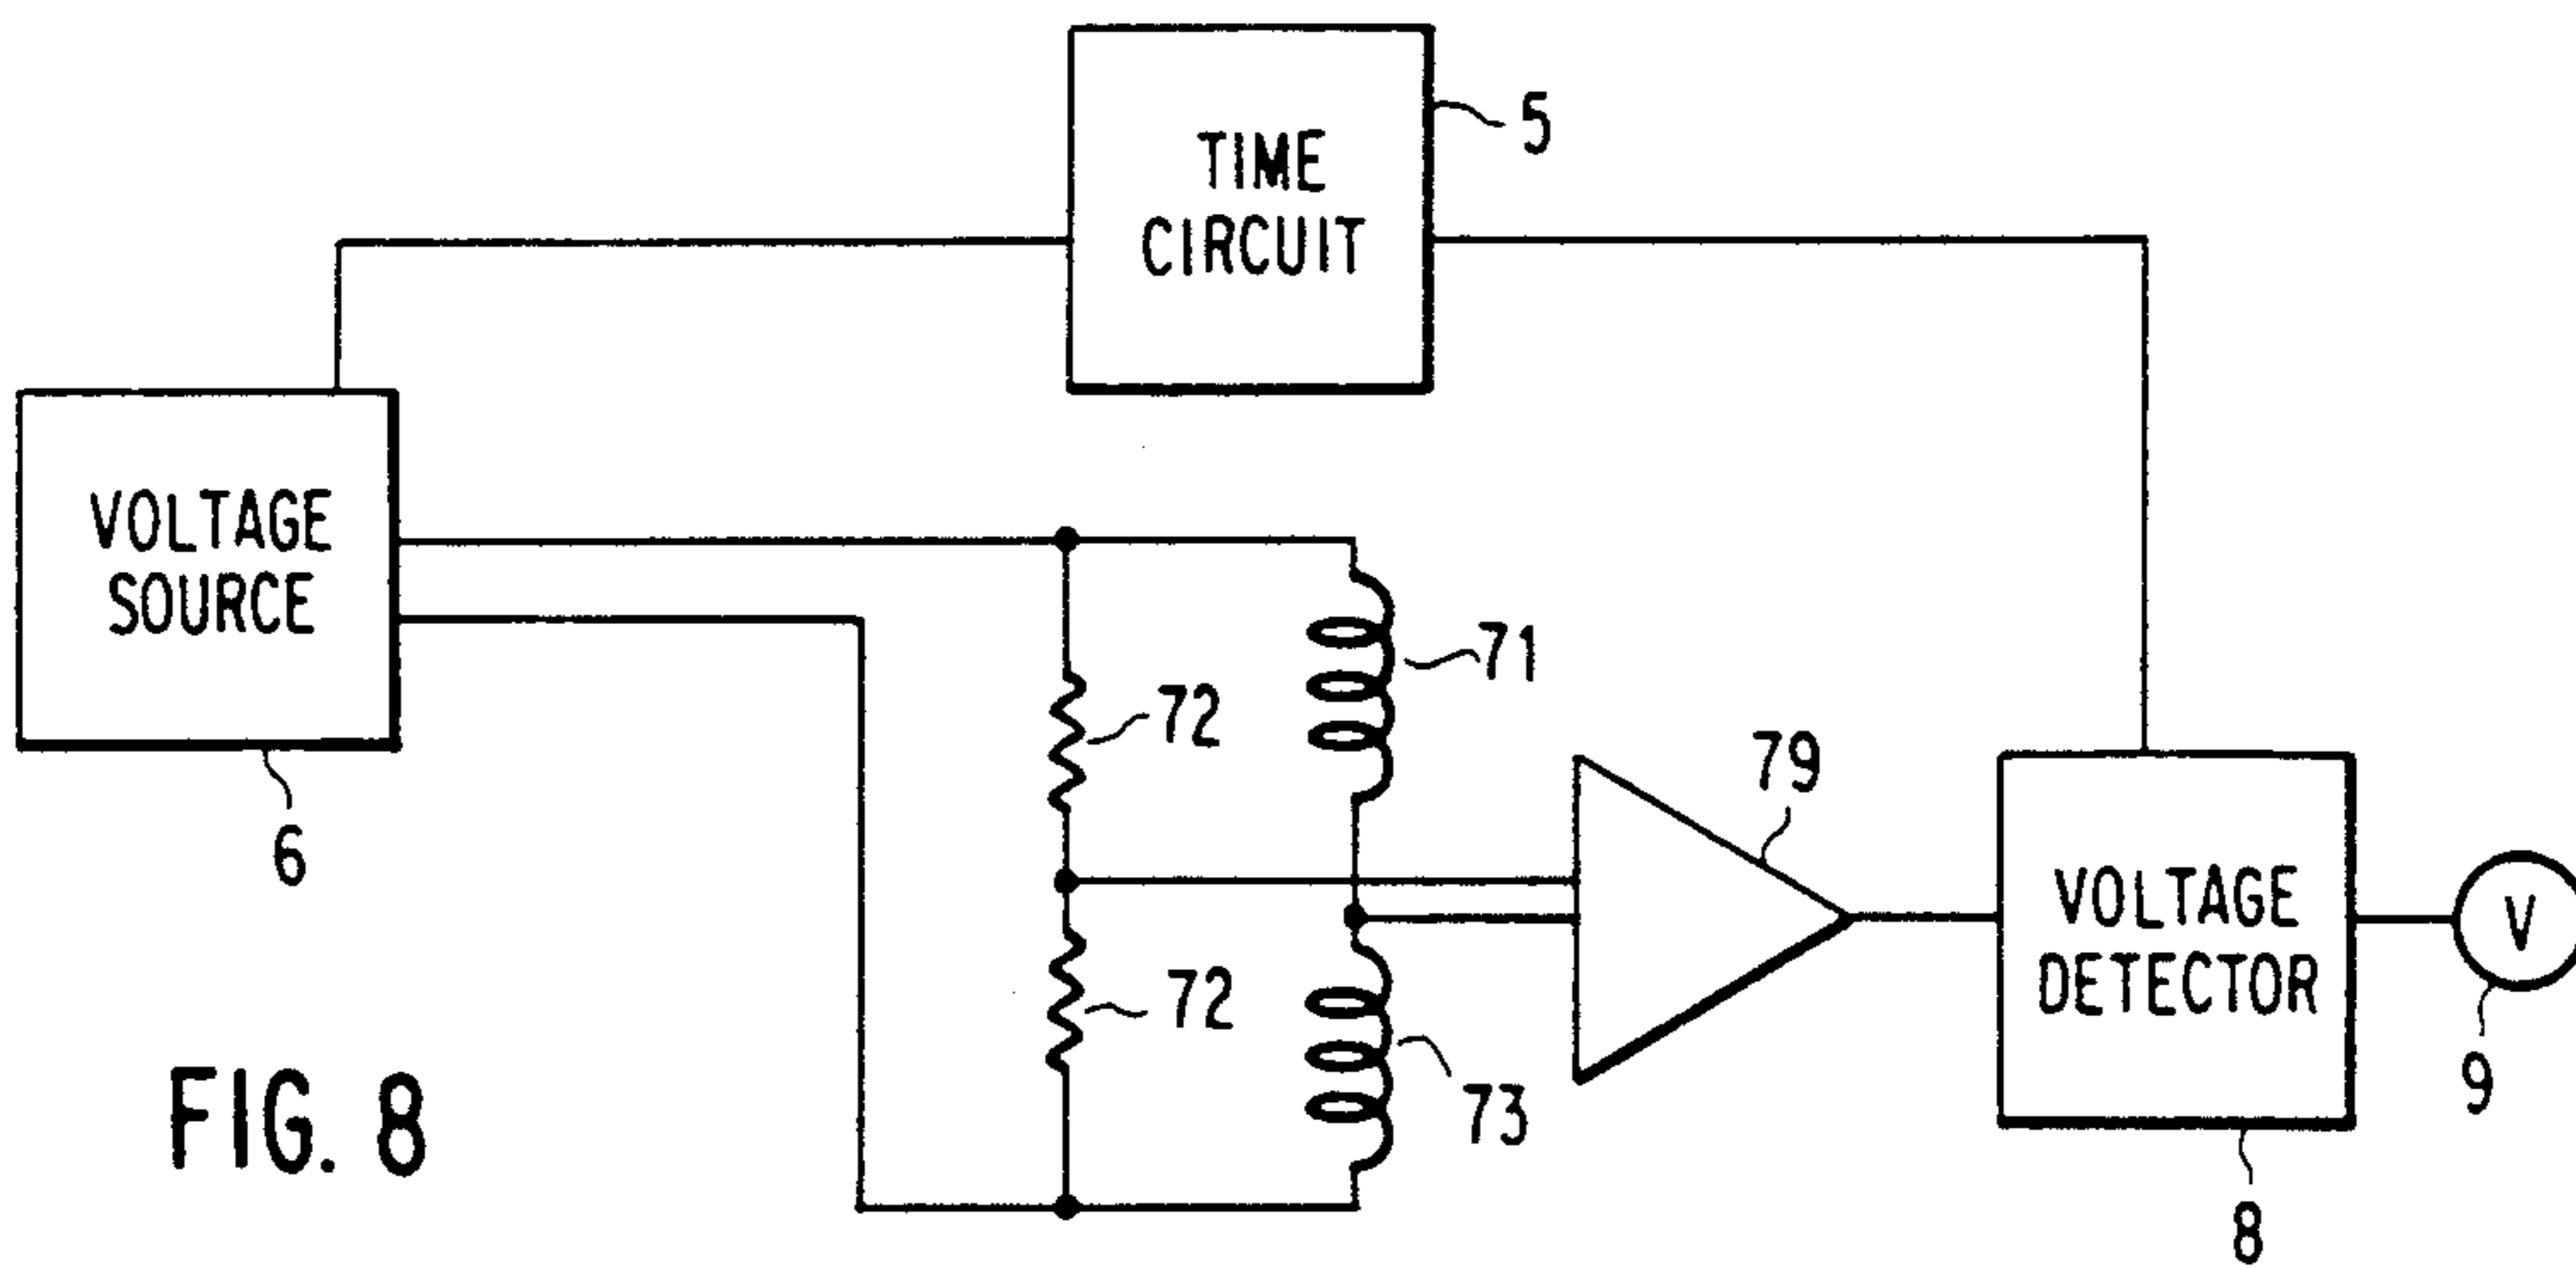 TIME
CIRCUIT
5
VOLTAGE
SOURCE
6
72
71
72
73
79
VOLTAGE
DETECTOR
8
V
9
FIG. 8